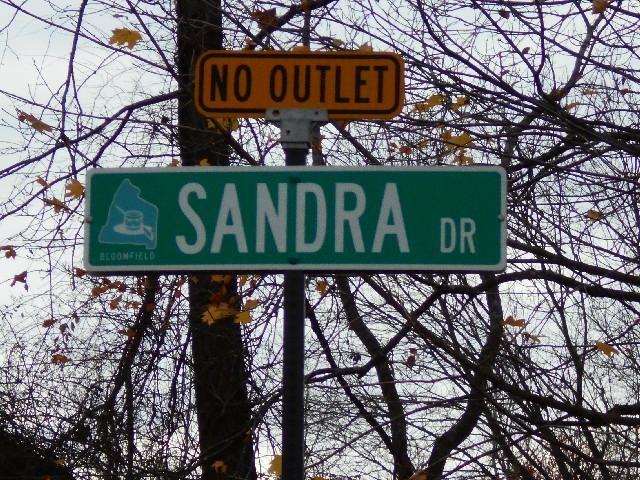 NO OUTLET
SANDRA DR
BLOOMFIELD